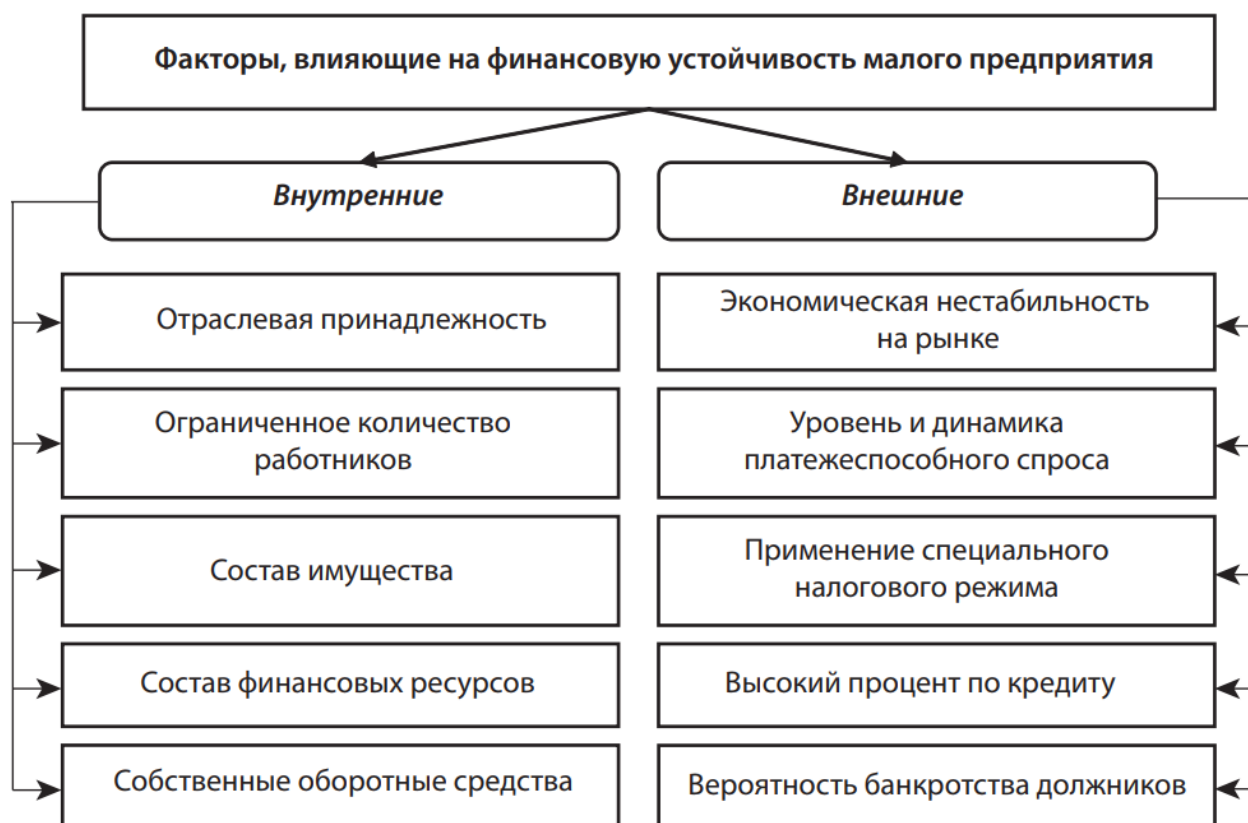 Факторы, влияющие на финансовую устойчивость малого предприятия
Внутренние
Отраслевая принадлежность
Ограниченное количество
работников
Состав имущества
Состав финансовых ресурсов
Собственные оборотные средства
Внешние
Экономическая нестабильность
на рынке
Уровень и динамика
платежеспособного спроса
Применение специального
налогового режима
Высокий процент по кредиту
Вероятность банкротства должников